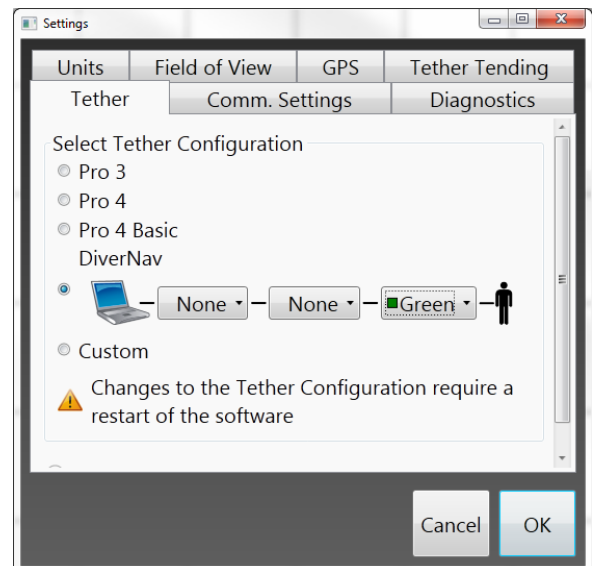 Settings
Units Field of View GPS Tether Tending
Tether Comm. Settings Diagnostics
Select Tether Configuration
Pro 3
Pro 4
Pro 4 Basic
DiverNav
None None Green
Custom
Changes to the Tether Configuration require a
restart of the software
Cancel OK